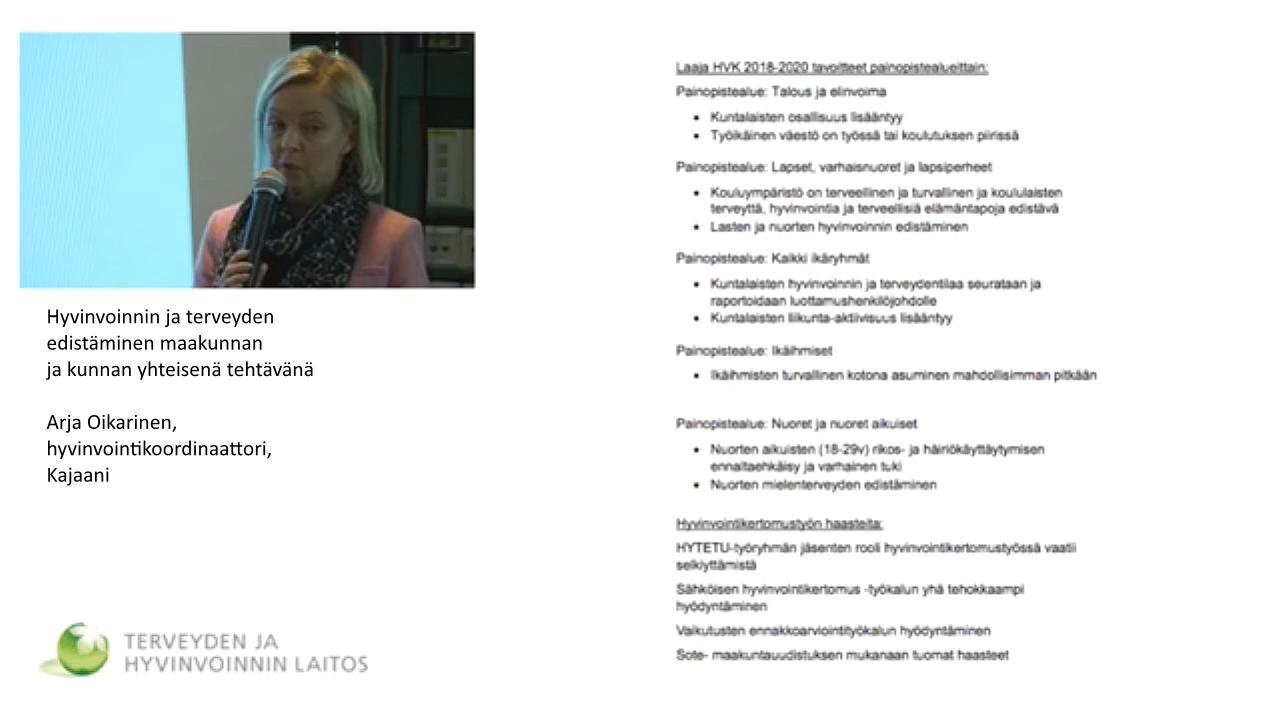 Hyvinvoinnin ja terveyden
edistäminen maakunnan
ja kunnan yhteisenä tehtävänä
Arja Oikarinen,
hyvinvointikoordinaattori,
Kajaani
TERVEYDEN JA
HYVINVOINNIN LAITOS
Laaja HVK 2018-2020 tavoitteet painopistealueittain:
Painopistealue: Talous ja elinvoima
• Kuntalaisten osallisuus lisääntyy
• Työikäinen väestö on työssä tai koulutuksen piirissä
Painopistealue: Lapset, varhaisnuoret ja lapsiperheet
• Kouluympäristö on terveellinen ja turvallinen ja koululaisten
terveyttä, hyvinvointia ja terveellisiä elämäntapoja edistävä
• Lasten ja nuorten hyvinvoinnin edistäminen
Painopistealue: Kaikki ikäryhmät
• Kuntalaisten hyvinvoinnin ja terveydentilaa seurataan ja
raportoidaan luottamushenkilöjohdolle
• Kuntalaisten liikunta-aktiivisuus lisääntyy
Painopistealue: Ikäihmiset
• Ikäihmisten turvallinen kotona asuminen mahdollisimman pitkään
Painopistealue: Nuoret ja nuoret aikuiset
• Nuorten aikuisten (18-29v) rikos- ja häiriökäyttäytymisen
ennaltaehkäisy ja varhainen tuki
• Nuorten mielenterveyden edistäminen
Hyvinvointikertomustyön haasteita:
HYTETU-työryhmän jäsenten rooli hyvinvointikertomustyössä vaatii
selkiyttämistä
Sähköisen hyvinvointikertomus -työkalun yhä tehokkaampi
hyödyntäminen
Vaikutusten ennakkoarviointityökalun hyödyntäminen
Sote- maakuntauudistuksen mukanaan tuomat haasteet